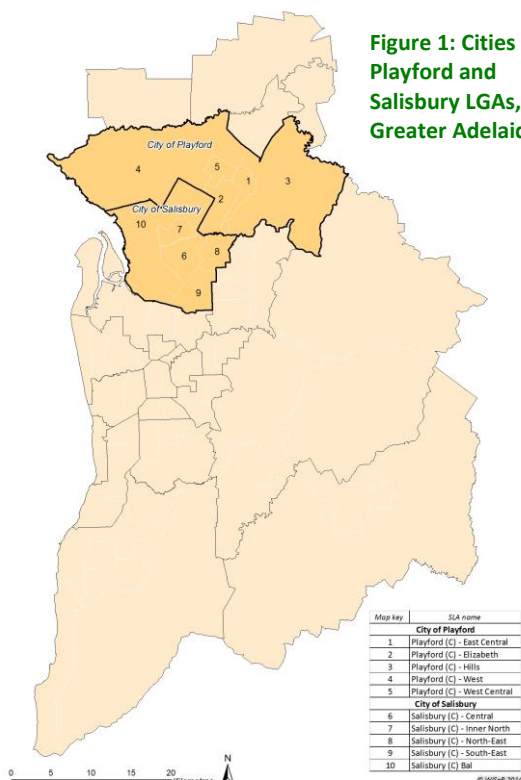 Figure 1: Cities
Playford and
Salisbury LGAs,
Greater Adelaid
City of Playford
5
4
1
3
2
City of Salisbury
10
7
8
6
9
Map key SLA name
City of Playford
1 Playford (C) - East Central
2 Playford (C) - Elizabeth
3 Playford (C) - Hills
4 Playford (C) - West
5 Playford (C) - West Central
City of Salisbury
6 Salisbury (C) - Central
7 Salisbury (C) - Inner North
8 Salisbury (C) - North-East
9 Salisbury (C) - South-East
10 Salisbury (C) Bal
N
0 5 10 15 20